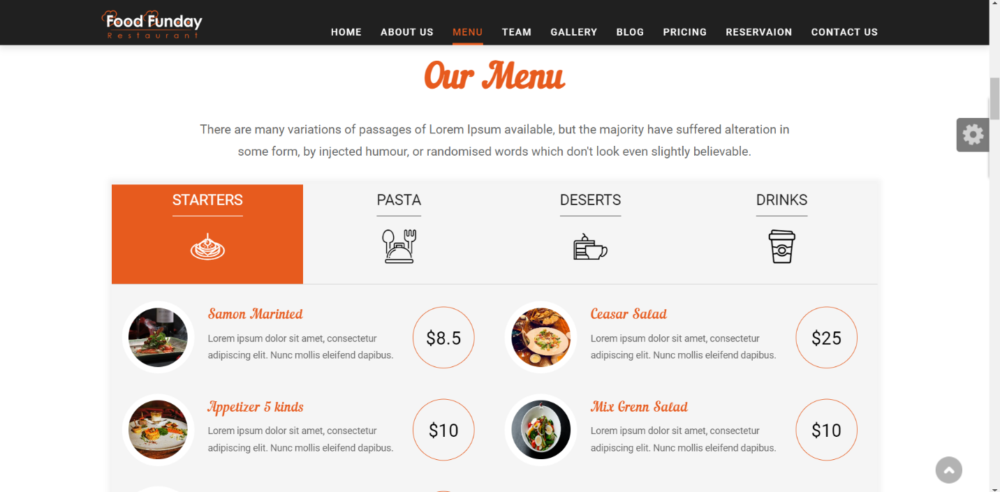 Food Funday
Restaurant
HOME ABOUT US MENU TEAM GALLERY BLOG PRICING RESERVAION CONTACT US
Our Menu
There are many variations of passages of Lorem Ipsum available, but the majority have suffered alteration in
some form, by injected humour, or randomised words which don't look even slightly believable.
STARTERS PASTA DESERTS DRINKS
Samon Marinted
Lorem ipsum dolor sit amet, consectetur
adipiscing elit. Nunc mollis eleifend dapibus.
$8.5
Ceasar Salad
Lorem ipsum dolor sit amet, consectetur
adipiscing elit. Nunc mollis eleifend dapibus.
$25
Appetizer 5 kinds
Lorem ipsum dolor sit amet, consectetur
adipiscing elit. Nunc mollis eleifend dapibus.
$10
Mix Grenn Salad
Lorem ipsum dolor sit amet, consectetur
adipiscing elit. Nunc mollis eleifend dapibus.
$10